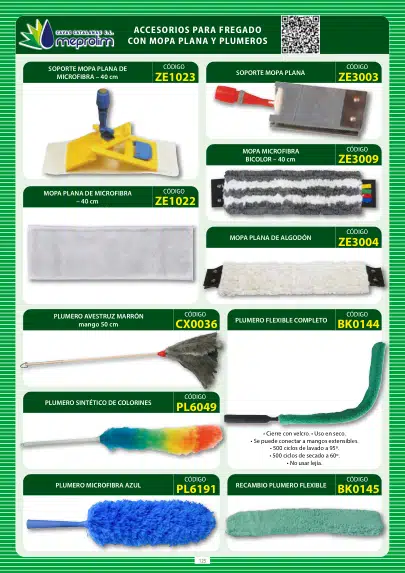 CAYAS CATALANAS S.L.
meprolim
ACCESORIOS PARA FREGADO
CON MOPA PLANA Y PLUMEROS
SOPORTE MOPA PLANA DE
MICROFIBRA – 40 cm
CÓDIGO
ZE1023
SOPORTE MOPA PLANA
CÓDIGO
ZE3003
MOPA MICROFIBRA
BICOLOR – 40 cm
CÓDIGO
ZE3009
MOPA PLANA DE MICROFIBRA
– 40 cm
CÓDIGO
ZE1022
MOPA PLANA DE ALGODÓN
CÓDIGO
ZE3004
PLUMERO AVESTRUZ MARRÓN
mango 50 cm
CÓDIGO
CX0036
PLUMERO FLEXIBLE COMPLETO
CÓDIGO
BK0144
PLUMERO SINTÉTICO DE COLORINES
CÓDIGO
PL6049
• Cierre con velcro. • Uso en seco.
• Se puede conectar a mangos extensibles.
• 500 ciclos de lavado a 95º.
• 500 ciclos de secado a 60º.
• No usar lejía.
PLUMERO MICROFIBRA AZUL
CÓDIGO
PL6191
RECAMBIO PLUMERO FLEXIBLE
CÓDIGO
BK0145
125